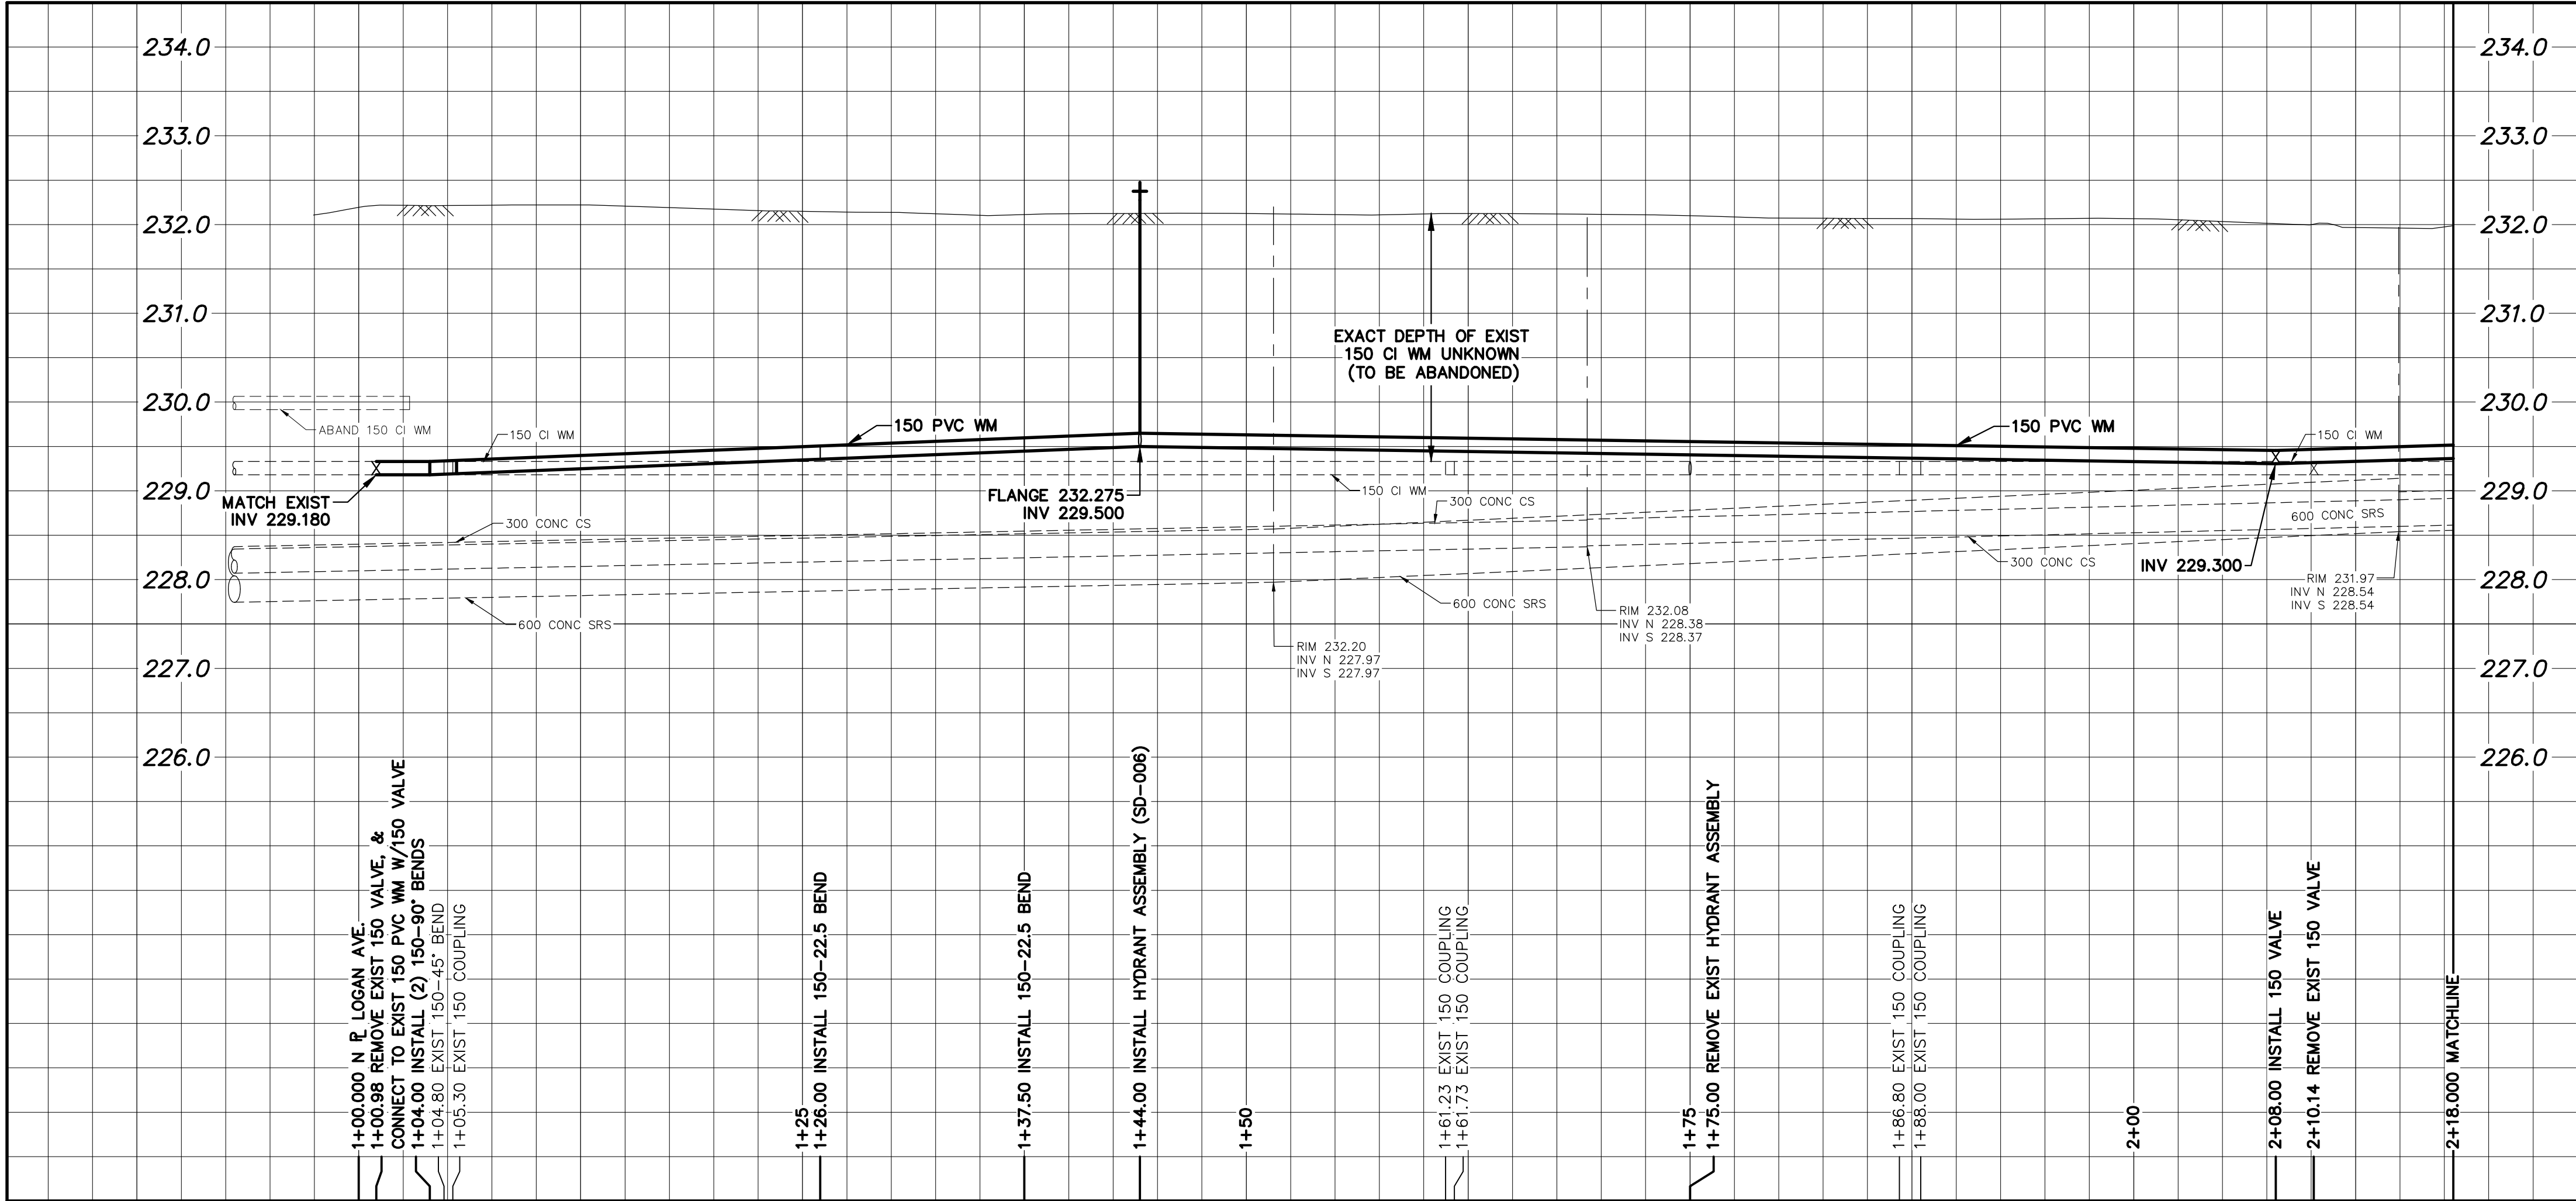 234.0
234.0
233.0
233.0
232.0
232.0
231.0
231.0
EXACT DEPTH OF EXIST
150 CI WM UNKNOWN
(TO BE ABANDONED)
230.0
230.0
ABAND 150 CI WM
150 CI WM
150 PVC WM
150 PVC WM
150 CI WM
229.0
229.0
MATCH EXIST
INV 229.180
FLANGE 232.275
INV 229.500
150 CI WM
300 CONC CS
300 CONC CS
600 CONC SRS
228.0
228.0
300 CONC CS
INV 229.300
RIM 231.97
INV N 228.54
INV S 228.54
600 CONC SRS
600 CONC SRS
RIM 232.08
INV N 228.38
INV S 228.37
RIM 232.20
INV N 227.97
INV S 227.97
227.0
227.0
226.0
226.0
1+00.000 N PL LOGAN AVE.
1+00.98 REMOVE EXIST 150 VALVE, &
CONNECT TO EXIST 150 PVC WM W/150 VALVE
1+04.00 INSTALL (2) 150-90° BENDS
1+04.80 EXIST 150-45° BEND
1+05.30 EXIST 150 COUPLING
1+25
1+26.00 INSTALL 150-22.5 BEND
1+37.50 INSTALL 150-22.5 BEND
1+44.00 INSTALL HYDRANT ASSEMBLY (SD-006)
1+50
1+61.23 EXIST 150 COUPLING
1+61.73 EXIST 150 COUPLING
1+75
1+75.00 REMOVE EXIST HYDRANT ASSEMBLY
1+86.80 EXIST 150 COUPLING
1+88.00 EXIST 150 COUPLING
2+00
2+08.00 INSTALL 150 VALVE
2+10.14 REMOVE EXIST 150 VALVE
2+18.000 MATCHLINE